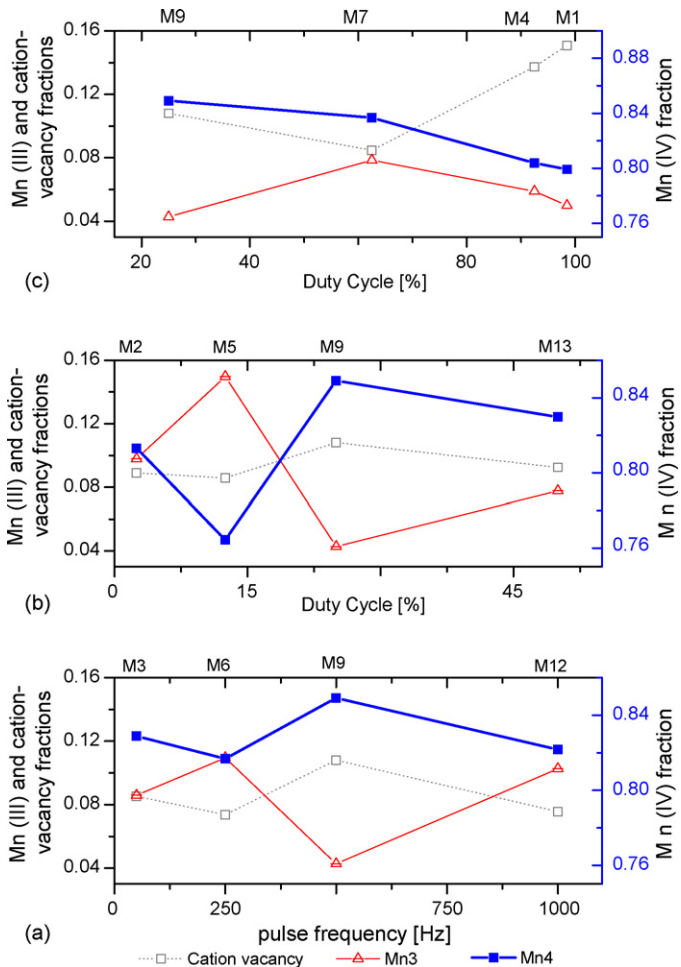 M9 M7 M4 M1
0.16
0.12
0.08
0.04
Mn (III) and cation-
vacancy fractions
0.88
0.84
0.80
0.76
Mn (IV) fraction
20 40 60 80 100
(c) Duty Cycle [%]
M2 M5 M9 M13
0.16
0.12
0.08
0.04
Mn (III) and cation-
vacancy fractions
0.84
0.80
0.76
M n (IV) fraction
0 15 45
(b) Duty Cycle [%]
M3 M6 M9 M12
0.16
0.12
0.08
0.04
Mn (III) and cation-
vacancy fractions
0.84
0.80
0.76
M n (IV) fraction
0 250 500 750 1000
(a) pulse frequency [Hz]
Cation vacancy Mn3 Mn4